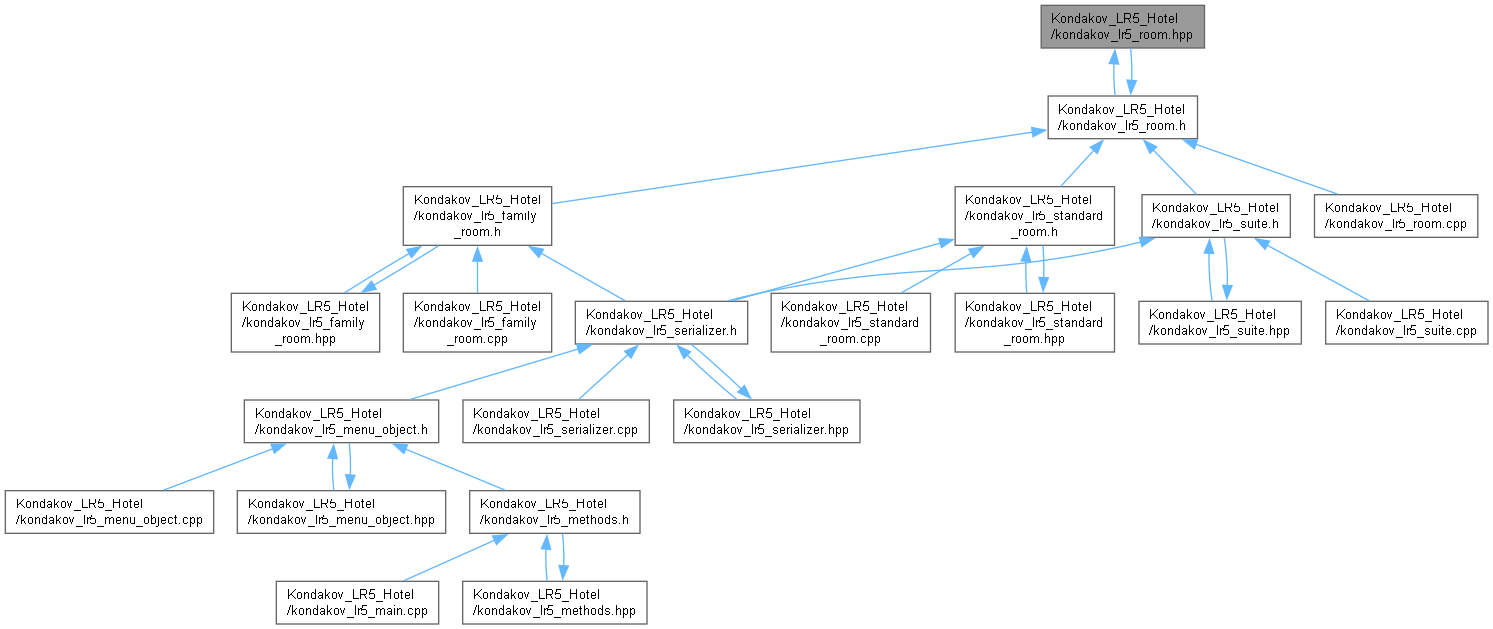 Kondakov_LR5_Hotel
/kondakov_lr5_room.hpp
Kondakov_LR5_Hotel
/kondakov_lr5_room.h
Kondakov_LR5_Hotel
/kondakov_lr5_family
_room.h
Kondakov_LR5_Hotel
/kondakov_lr5_standard
_room.h
Kondakov_LR5_Hotel
/kondakov_lr5_suite.h
Kondakov_LR5_Hotel
/kondakov_lr5_room.cpp
Kondakov_LR5_Hotel
/kondakov_lr5_family
_room.hpp
Kondakov_LR5_Hotel
/kondakov_lr5_family
_room.cpp
Kondakov_LR5_Hotel
/kondakov_lr5_serializer.h
Kondakov_LR5_Hotel
/kondakov_lr5_standard
_room.cpp
Kondakov_LR5_Hotel
/kondakov_lr5_standard
_room.hpp
Kondakov_LR5_Hotel
/kondakov_lr5_suite.hpp
Kondakov_LR5_Hotel
/kondakov_lr5_suite.cpp
Kondakov_LR5_Hotel
/kondakov_lr5_menu_object.h
Kondakov_LR5_Hotel
/kondakov_lr5_serializer.cpp
Kondakov_LR5_Hotel
/kondakov_lr5_serializer.hpp
Kondakov_LR5_Hotel
/kondakov_lr5_menu_object.cpp
Kondakov_LR5_Hotel
/kondakov_lr5_menu_object.hpp
Kondakov_LR5_Hotel
/kondakov_lr5_methods.h
Kondakov_LR5_Hotel
/kondakov_lr5_main.cpp
Kondakov_LR5_Hotel
/kondakov_lr5_methods.hpp